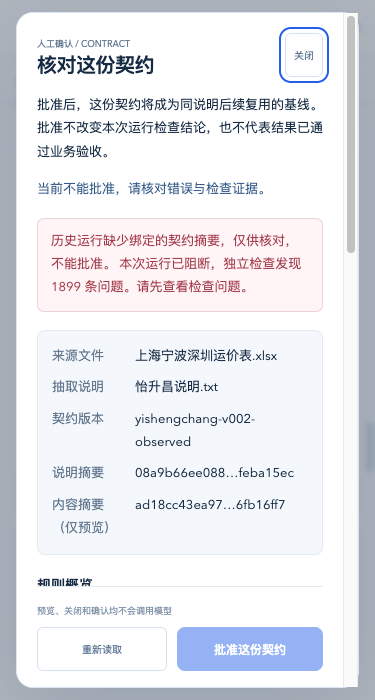 人工确认 / CONTRACT
核对这份契约
关闭
批准后，这份契约将成为同说明后续复用的基线。
批准不改变本次运行检查结论，也不代表结果已通
过业务验收。
当前不能批准，请核对错误与检查证据。
历史运行缺少绑定的契约摘要，仅供核对，
不能批准。 本次运行已阻断，独立检查发现
1899 条问题。请先查看检查问题。
来源文件 上海宁波深圳运价表.xlsx
抽取说明 怡升昌说明.txt
契约版本 yishengchang-v002-
observed
说明摘要 08a9b66ee088…feba15ec
内容摘要 ad18cc43ea97…6fb16ff7
（仅预览）
规则概览
预览、关闭和确认均不会调用模型
重新读取
批准这份契约